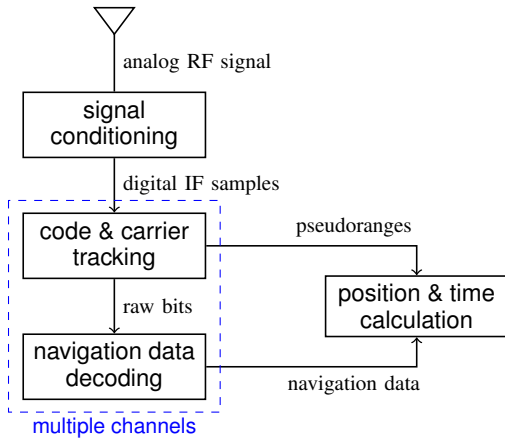 analog RF signal
signal
conditioning
digital IF samples
code & carrier
tracking
pseudoranges
raw bits
position & time
calculation
navigation data
decoding
navigation data
multiple channels